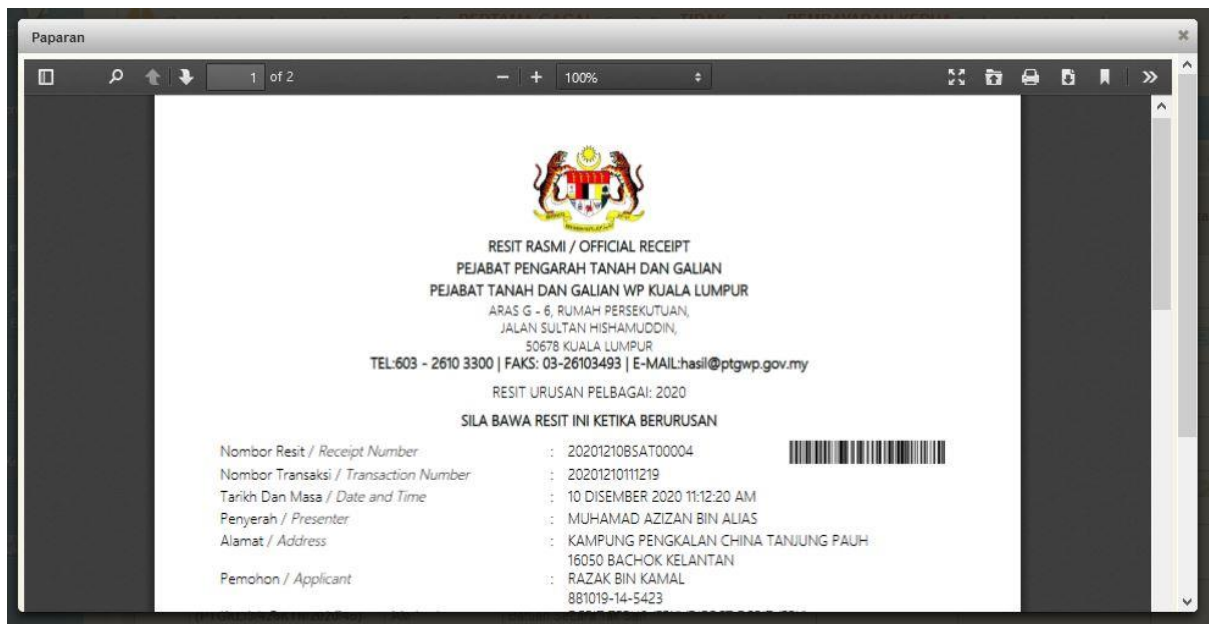 Paparan
1 of 2
100%
RESIT RASMI / OFFICIAL RECEIPT
PEJABAT PENGARAH TANAH DAN GALIAN
PEJABAT TANAH DAN GALIAN WP KUALA LUMPUR
ARAS G - 6, RUMAH PERSEKUTUAN,
JALAN SULTAN HISHAMUDDIN,
50678 KUALA LUMPUR
TEL:603 - 2610 3300 | FAKS: 03-26103493 | E-MAIL:hasil@ptgwp.gov.my
RESIT URUSAN PELBAGAI: 2020
SILA BAWA RESIT INI KETIKA BERURUSAN
Nombor Resit / Receipt Number : 20201210BSAT00004
Nombor Transaksi / Transaction Number : 20201210111219
Tarikh Dan Masa / Date and Time : 10 DISEMBER 2020 11:12:20 AM
Penyerah / Presenter : MUHAMAD AZIZAN BIN ALIAS
Alamat / Address : KAMPUNG PENGKALAN CHINA TANJUNG PAUH
16050 BACHOK KELANTAN
Pemohon / Applicant : RAZAK BIN KAMAL
881019-14-5423